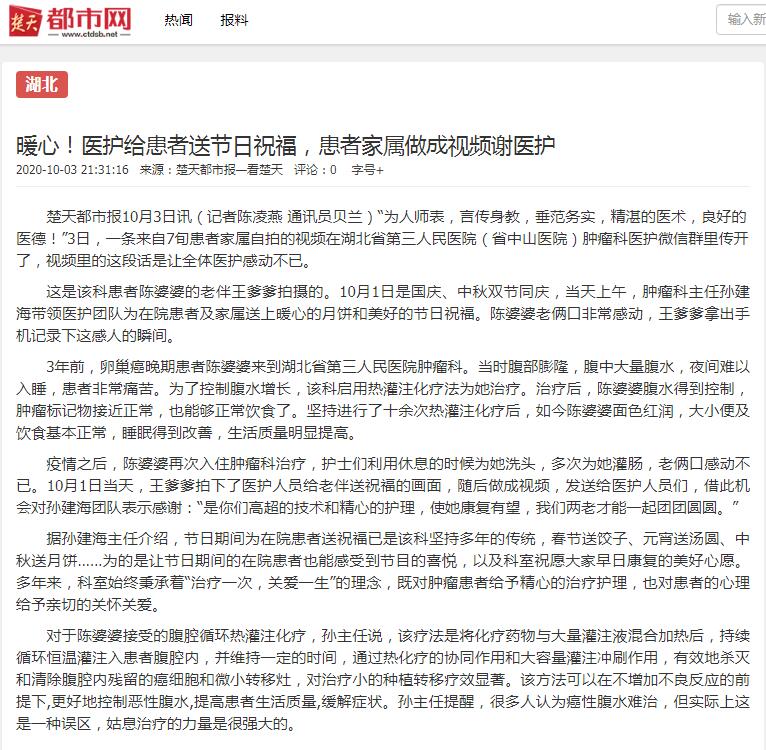 楚天 都市网 热闻 报料 输入新
www.ctdsb.net
湖北
暖心！医护给患者送节日祝福，患者家属做成视频谢医护
2020-10-03 21:31:16 来源：楚天都市报—看楚天 评论：0 字号+
楚天都市报10月3日讯（记者陈凌燕 通讯员贝兰）“为人师表，言传身教，垂范务实，精湛的医术，良好的
医德！”3日，一条来自7旬患者家属自拍的视频在湖北省第三人民医院（省中山医院）肿瘤科医护微信群里传开
了，视频里的这段话是让全体医护感动不已。
这是该科患者陈婆婆的老伴王爹爹拍摄的。10月1日是国庆、中秋双节同庆，当天上午，肿瘤科主任孙建
海带领医护团队为在院患者及家属送上暖心的月饼和美好的节日祝福。陈婆婆老俩口非常感动，王爹爹拿出手
机记录下这感人的瞬间。
3年前，卵巢癌晚期患者陈婆婆来到湖北省第三人民医院肿瘤科。当时腹部膨隆，腹中大量腹水，夜间难以
入睡，患者非常痛苦。为了控制腹水增长，该科启用热灌注化疗法为她治疗。治疗后，陈婆婆腹水得到控制，
肿瘤标记物接近正常，也能够正常饮食了。坚持进行了十余次热灌注化疗后，如今陈婆婆面色红润，大小便及
饮食基本正常，睡眠得到改善，生活质量明显提高。
疫情之后，陈婆婆再次入住肿瘤科治疗，护士们利用休息的时候为她洗头，多次为她灌肠，老俩口感动不
已。10月1日当天，王爹爹拍下了医护人员给老伴送祝福的画面，随后做成视频，发送给医护人员们，借此机
会对孙建海团队表示感谢：“是你们高超的技术和精心的护理，使她康复有望，我们两老才能一起团团圆圆。”
据孙建海主任介绍，节日期间为在院患者送祝福已是该科坚持多年的传统，春节送饺子、元宵送汤圆、中
秋送月饼……为的是让节日期间的在院患者也能感受到节目的喜悦，以及科室祝愿大家早日康复的美好心愿。
多年来，科室始终秉承着“治疗一次，关爱一生”的理念，既对肿瘤患者给予精心的治疗护理，也对患者的心理
给予亲切的关怀关爱。
对于陈婆婆接受的腹腔循环热灌注化疗，孙主任说，该疗法是将化疗药物与大量灌注液混合加热后，持续
循环恒温灌注入患者腹腔内，并维持一定的时间，通过热化疗的协同作用和大容量灌注冲刷作用，有效地杀灭
和清除腹腔内残留的癌细胞和微小转移灶，对治疗小的种植转移疗效显著。该方法可以在不增加不良反应的前
提下,更好地控制恶性腹水,提高患者生活质量,缓解症状。孙主任提醒，很多人认为癌性腹水难治，但实际上这
是一种误区，姑息治疗的力量是很强大的。